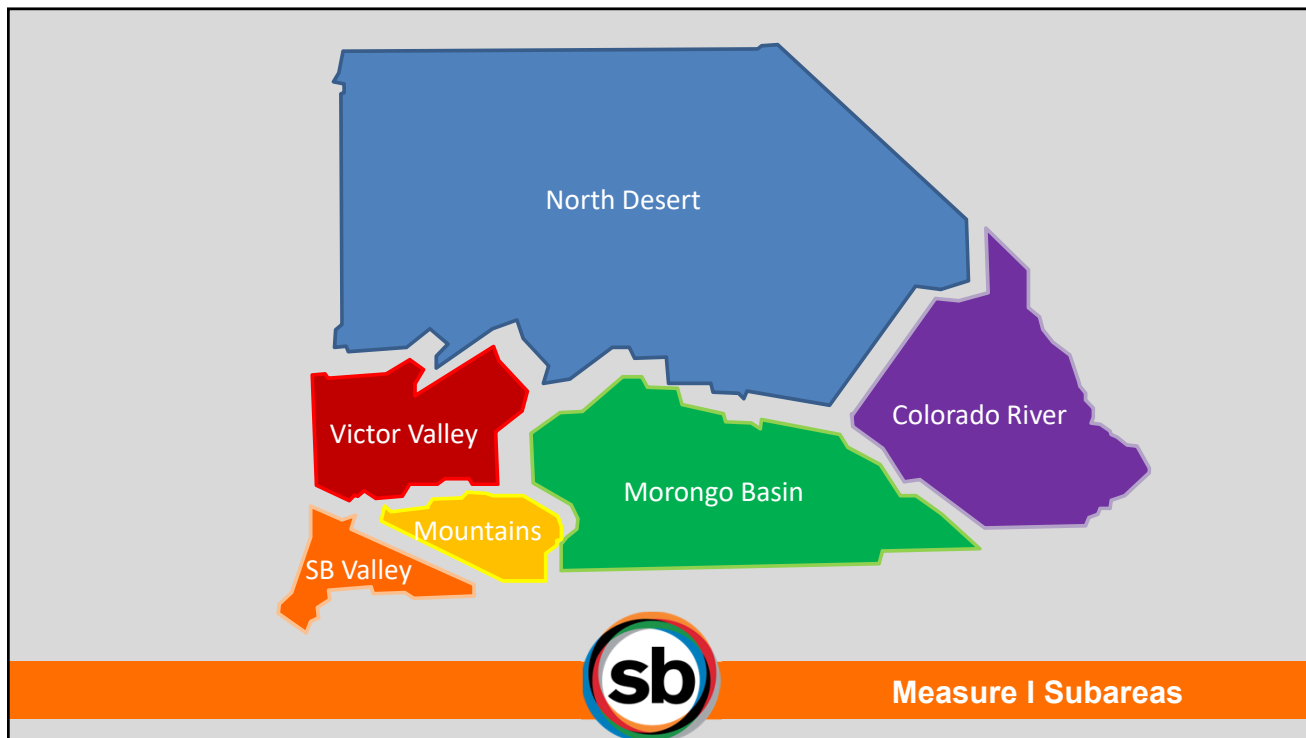 North Desert
Colorado River
Victor Valley
Morongo Basin
Mountains
SB Valley
sb
Measure I Subareas